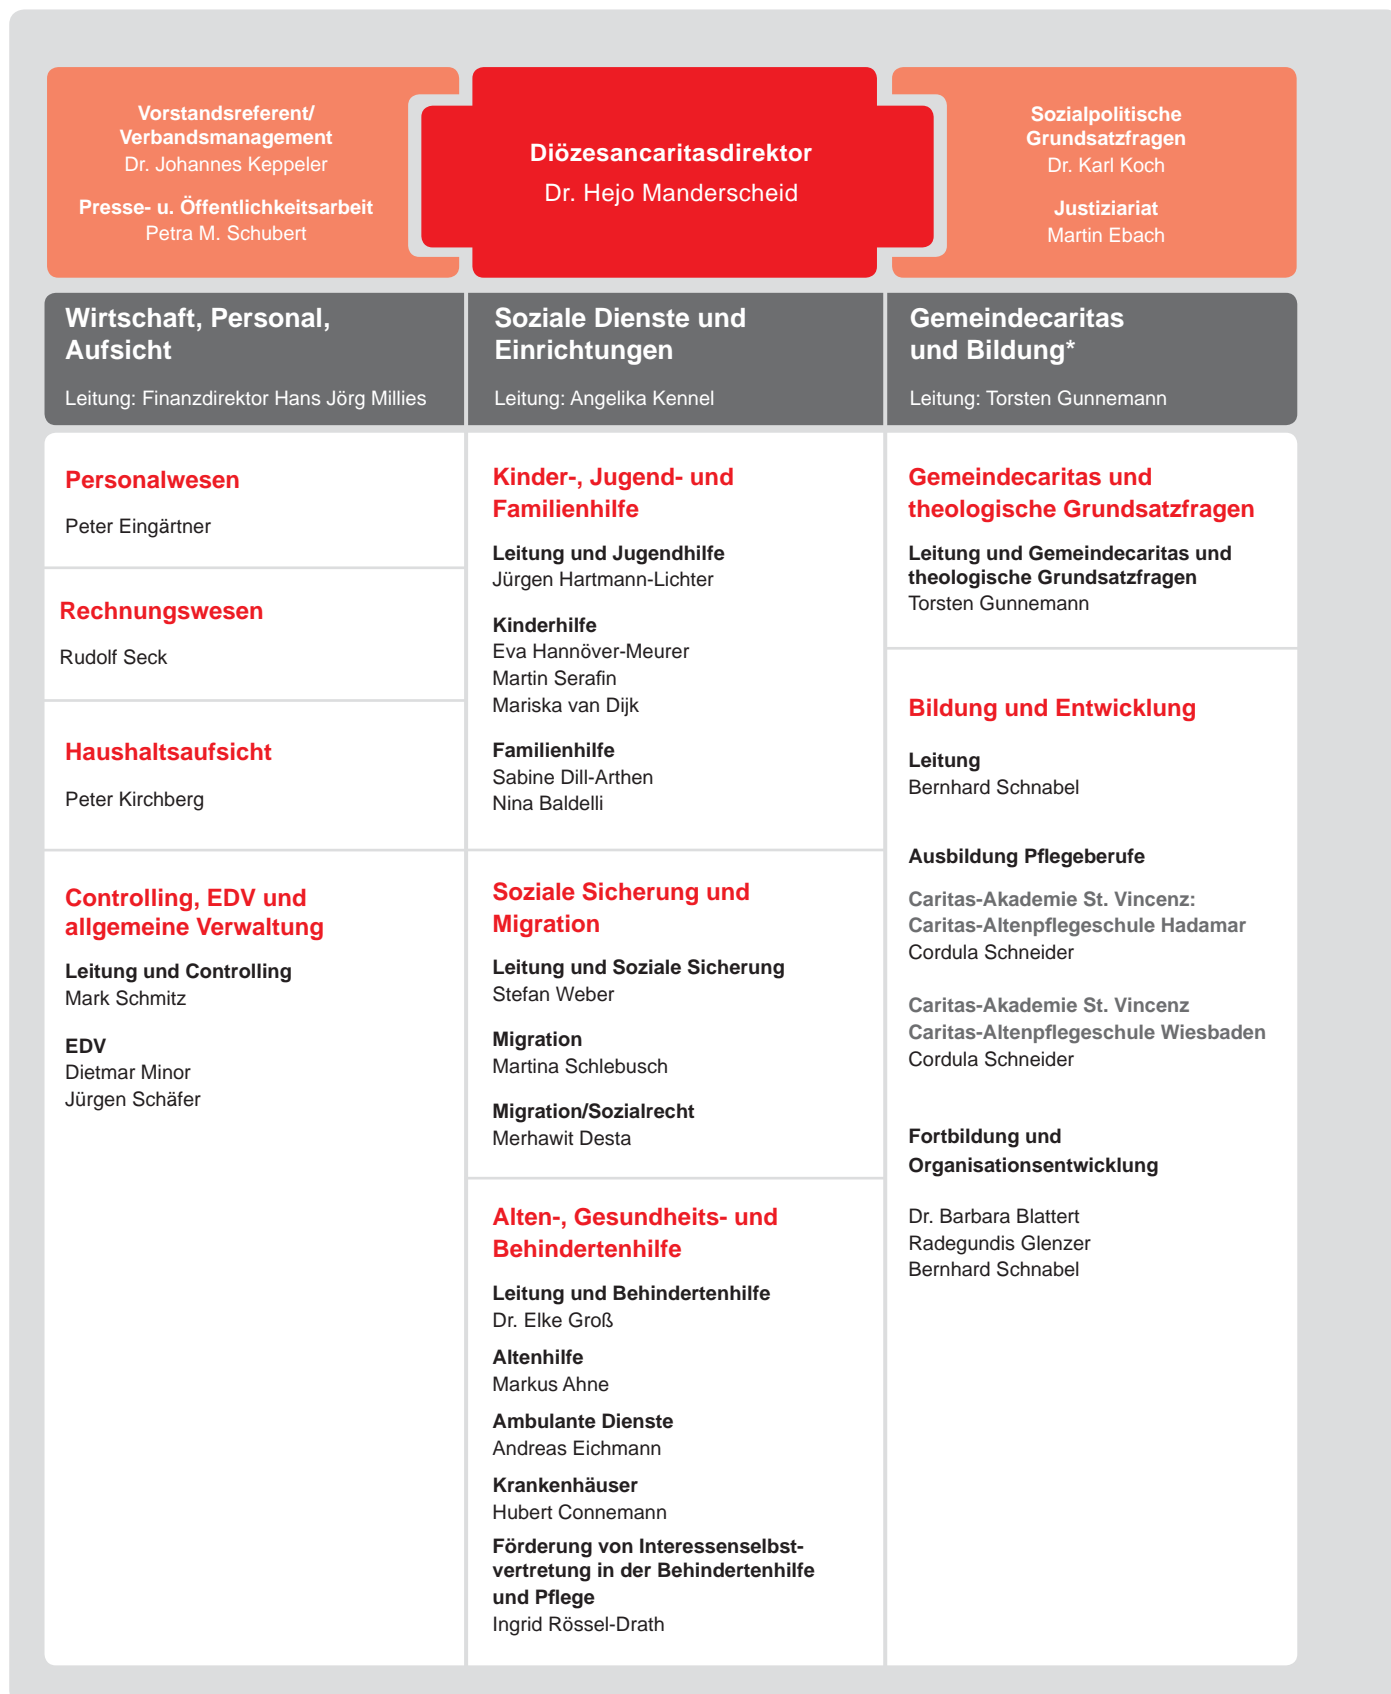 Vorstandsreferent/
Verbandsmanagement
Dr. Johannes Keppeler
Presse- u. Öffentlichkeitsarbeit
Petra M. Schubert
Diözesancaritasdirektor
Dr. Hejo Manderscheid
Sozialpolitische
Grundsatzfragen
Dr. Karl Koch
Justiziariat
Martin Ebach
Wirtschaft, Personal,
Aufsicht
Leitung: Finanzdirektor Hans Jörg Millies
Soziale Dienste und
Einrichtungen
Leitung: Angelika Kennel
Gemeindecaritas
und Bildung*
Leitung: Torsten Gunnemann
Personalwesen
Peter Eingärtner
Rechnungswesen
Rudolf Seck
Haushaltsaufsicht
Peter Kirchberg
Controlling, EDV und
allgemeine Verwaltung
Leitung und Controlling
Mark Schmitz
EDV
Dietmar Minor
Jürgen Schäfer
Kinder-, Jugend- und
Familienhilfe
Leitung und Jugendhilfe
Jürgen Hartmann-Lichter
Kinderhilfe
Eva Hannöver-Meurer
Martin Serafin
Mariska van Dijk
Familienhilfe
Sabine Dill-Arthen
Nina Baldelli
Soziale Sicherung und
Migration
Leitung und Soziale Sicherung
Stefan Weber
Migration
Martina Schlebusch
Migration/Sozialrecht
Merhawit Desta
Alten-, Gesundheits- und
Behindertenhilfe
Leitung und Behindertenhilfe
Dr. Elke Groß
Altenhilfe
Markus Ahne
Ambulante Dienste
Andreas Eichmann
Krankenhäuser
Hubert Connemann
Förderung von Interessenselbst-
vertretung in der Behindertenhilfe
und Pflege
Ingrid Rössel-Drath
Gemeindecaritas und
theologische Grundsatzfragen
Leitung und Gemeindecaritas und
theologische Grundsatzfragen
Torsten Gunnemann
Bildung und Entwicklung
Leitung
Bernhard Schnabel
Ausbildung Pflegeberufe
Caritas-Akademie St. Vincenz:
Caritas-Altenpflegeschule Hadamar
Cordula Schneider
Caritas-Akademie St. Vincenz
Caritas-Altenpflegeschule Wiesbaden
Cordula Schneider
Fortbildung und
Organisationsentwicklung
Dr. Barbara Blattert
Radegundis Glenzer
Bernhard Schnabel